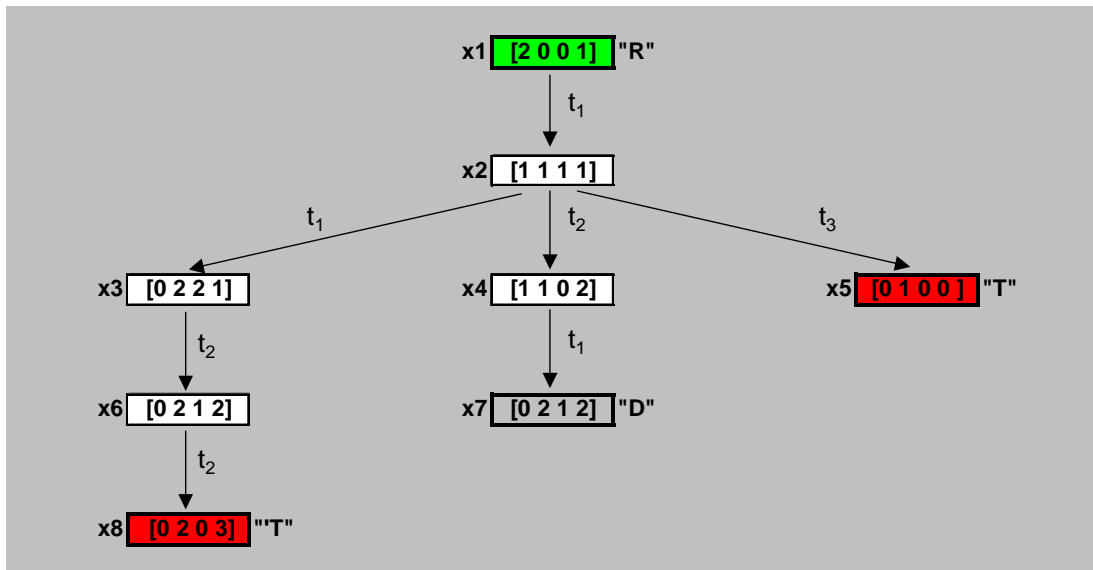 x1 [2 0 0 1] "R"
t1
x2 [1 1 1 1]
t1 t2 t3
x3 [0 2 2 1] x4 [1 1 0 2] x5 [0 1 0 0 ] "T"
t2 t1
x6 [0 2 1 2] x7 [0 2 1 2] "D"
t2
x8 [0 2 0 3] "'T"